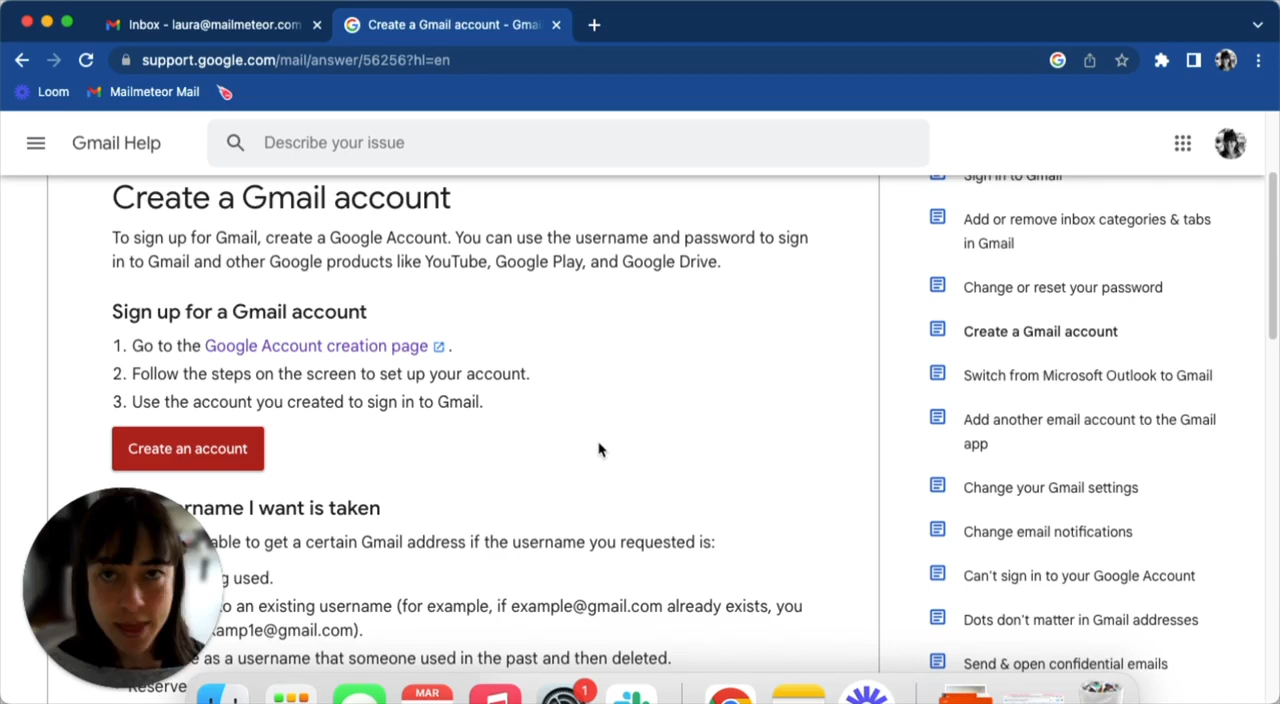 Inbox - laura@mailmeteor.com
Create a Gmail account - Gmai
support.google.com/mail/answer/56256?hl=en
Loom
Mailmeteor Mail
Gmail Help
Describe your issue
Create a Gmail account
To sign up for Gmail, create a Google Account. You can use the username and password to sign
in to Gmail and other Google products like YouTube, Google Play, and Google Drive.
Sign up for a Gmail account
1. Go to the Google Account creation page .
2. Follow the steps on the screen to set up your account.
3. Use the account you created to sign in to Gmail.
Create an account
rname I want is taken
able to get a certain Gmail address if the username you requested is:
g used.
o an existing username (for example, if example@gmail.com already exists, you
amp1e@gmail.com).
as a username that someone used in the past and then deleted.
Reserve
Sign in to Gmail
Add or remove inbox categories & tabs
in Gmail
Change or reset your password
Create a Gmail account
Switch from Microsoft Outlook to Gmail
Add another email account to the Gmail
app
Change your Gmail settings
Change email notifications
Can't sign in to your Google Account
Dots don't matter in Gmail addresses
Send & open confidential emails
MAR
1